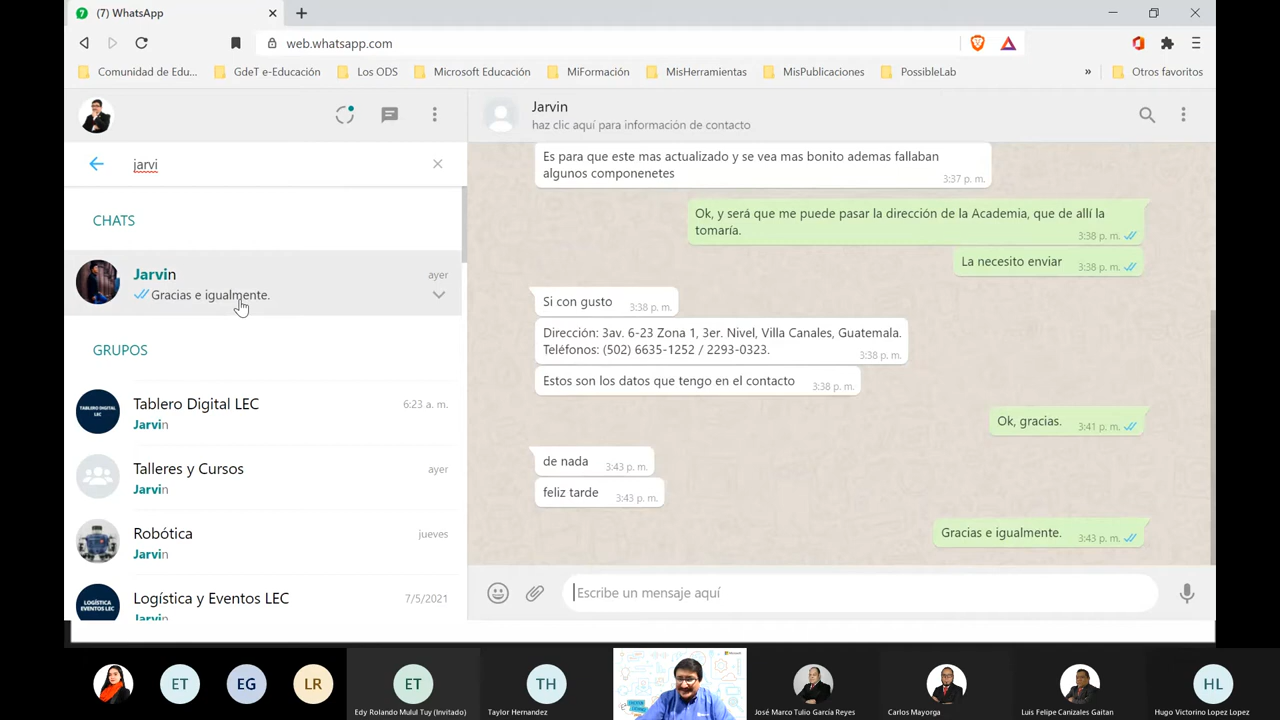 7
(7) WhatsApp
web.whatsapp.com
Comunidad de Edu...
GdeT e-Educación
Los ODS
Microsoft Educación
MiFormación
MisHerramientas
MisPublicaciones
PossibleLab
»
Otros favoritos
jarvi
CHATS
Jarvin
ayer
Gracias e igualmente.
GRUPOS
Tablero Digital LEC
6:23 a. m.
TABLERO DIGITAL
LEC
Jarvin
Talleres y Cursos
ayer
Jarvin
Robótica
jueves
Jarvin
Logística y Eventos LEC
7/5/2021
LOGÍSTICA
EVENTOS LEC
Jarvin
Jarvin
haz clic aquí para información de contacto
Es para que este mas actualizado y se vea mas bonito ademas fallaban
algunos componenetes
3:37 p. m.
Ok, y será que me puede pasar la dirección de la Academia, que de allí la
tomaría.
3:38 p. m.
La necesito enviar
3:38 p. m.
Si con gusto
3:38 p. m.
Dirección: 3av. 6-23 Zona 1, 3er. Nivel, Villa Canales, Guatemala.
Teléfonos: (502) 6635-1252 / 2293-0323.
3:38 p. m.
Estos son los datos que tengo en el contacto
3:38 p. m.
Ok, gracias.
3:41 p. m.
de nada
3:43 p. m.
feliz tarde
3:43 p. m.
Gracias e igualmente.
3:43 p. m.
Escribe un mensaje aquí
ET
EG
LR
ET
Edy Rolando Mulul Tuy (Invitado)
TH
Taylor Hernandez
José Marco Tulio García Reyes
Carlos Mayorga
Luis Felipe Canizales Gaitan
HL
Hugo Victorino Lopez Lopez